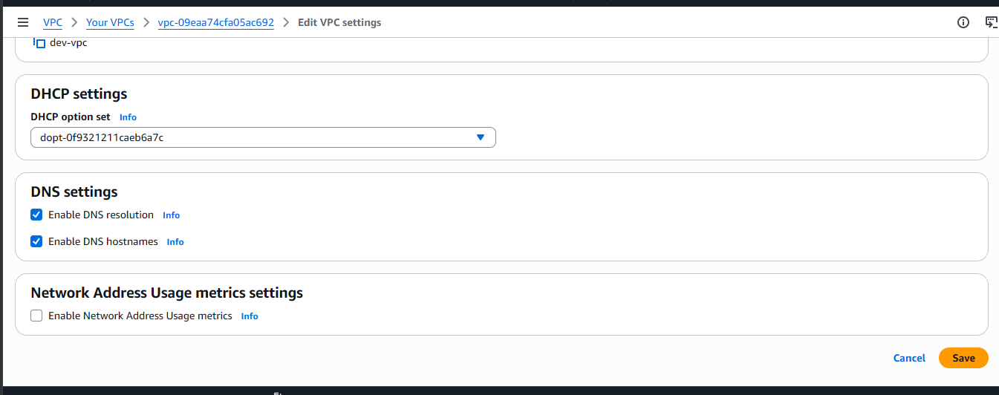 VPC > Your VPCs > vpc-09eaa74cfa05ac692 > Edit VPC settings
dev-vpc
DHCP settings
DHCP option set Info
dopt-0f9321211caeb6a7c
DNS settings
Enable DNS resolution Info
Enable DNS hostnames Info
Network Address Usage metrics settings
Enable Network Address Usage metrics Info
Cancel Save